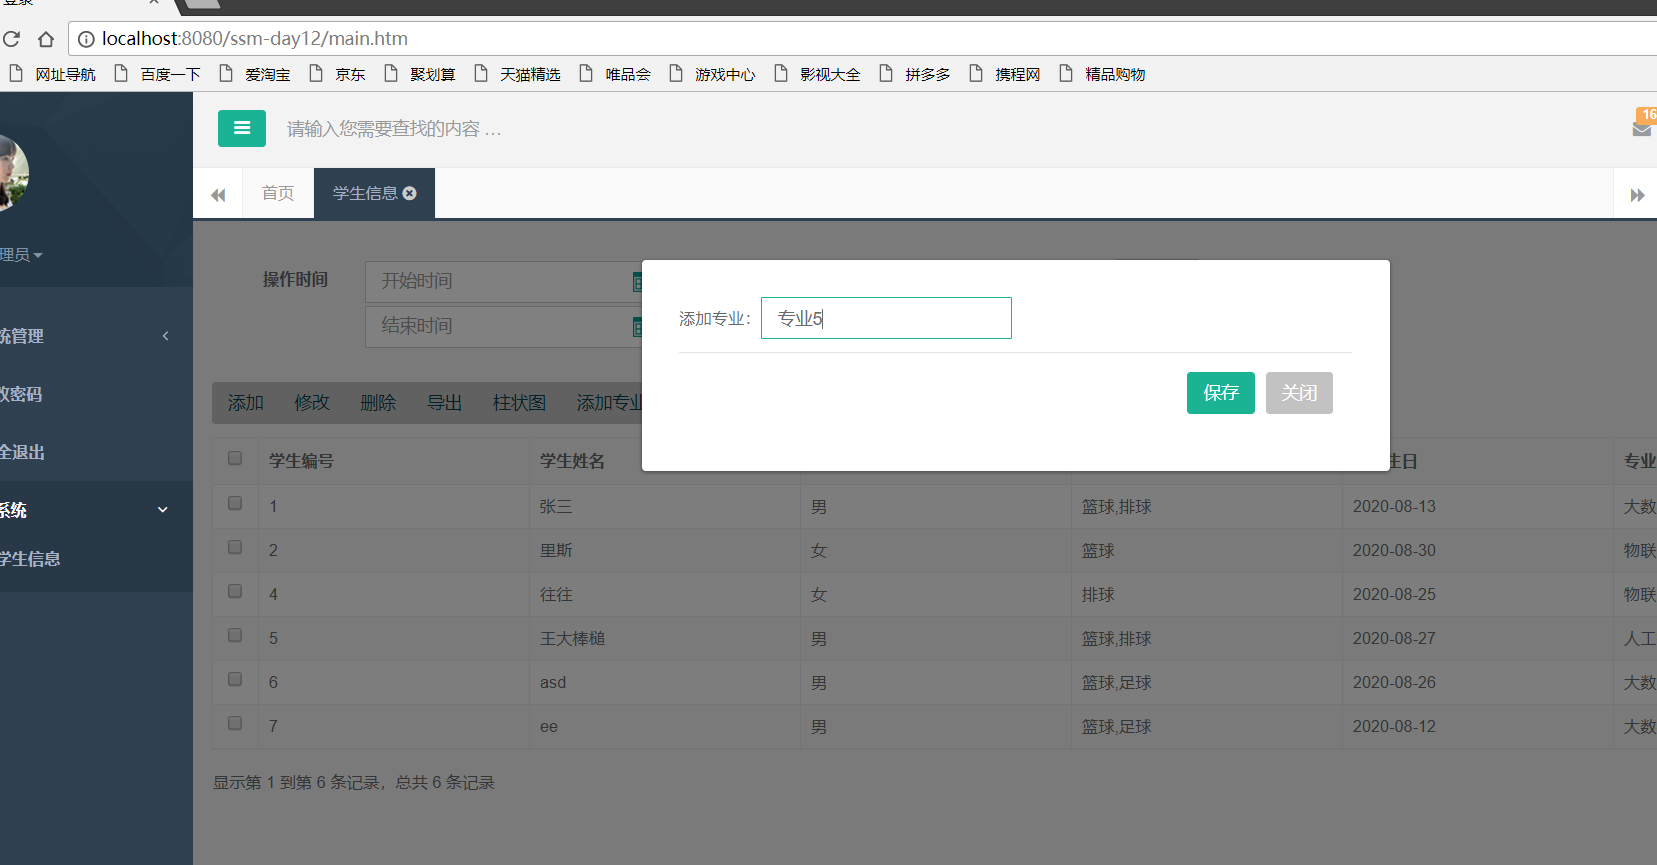 登录
localhost:8080/ssm-day12/main.htm
网址导航 百度一下 爱淘宝 京东 聚划算 天猫精选 唯品会 游戏中心 影视大全 拼多多 携程网 精品购物
请输入您需要查找的内容 …
16
首页 学生信息
理员
统管理
改密码
全退出
系统
学生信息
操作时间 开始时间
结束时间
添加专业: 专业5
保存 关闭
添加 修改 删除 导出 柱状图 添加专业
学生编号 学生姓名 生日 专业
1 张三 男 篮球,排球 2020-08-13 大数
2 里斯 女 篮球 2020-08-30 物联
4 往往 女 排球 2020-08-25 物联
5 王大棒槌 男 篮球,排球 2020-08-27 人工
6 asd 男 篮球,足球 2020-08-26 大数
7 ee 男 篮球,足球 2020-08-12 大数
显示第 1 到第 6 条记录，总共 6 条记录